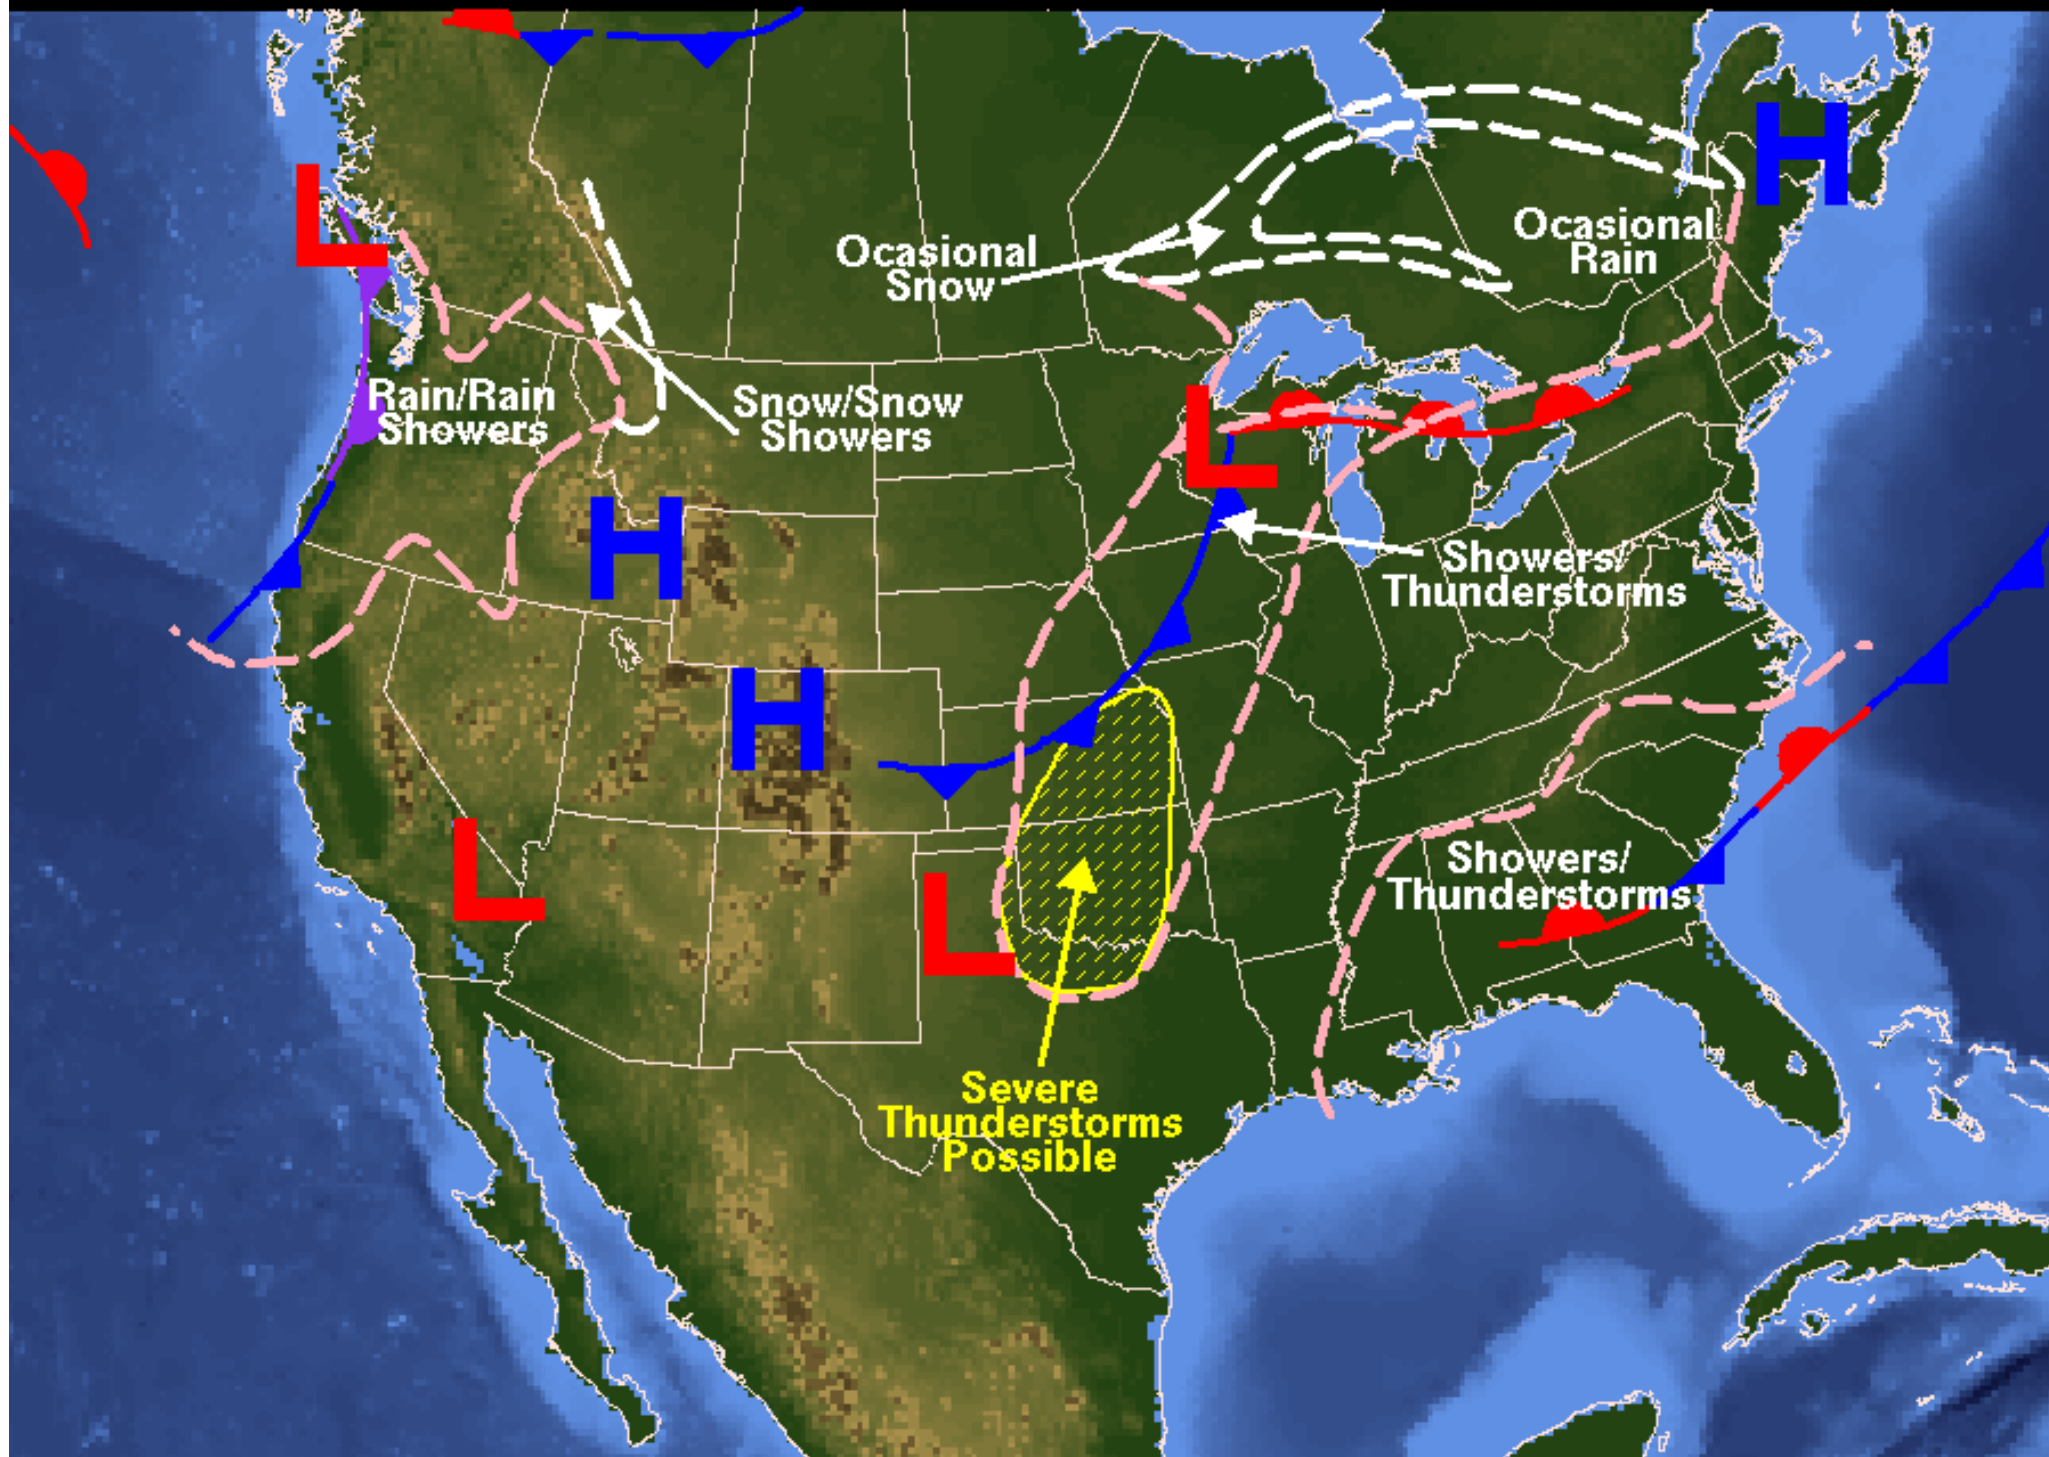 H
L
Ocasional
Rain
Ocasional
Snow
Rain/Rain
Showers
Snow/Snow
Showers
L
H
Showers/
Thunderstorms
H
L
L
Showers/
Thunderstorms
Severe
Thunderstorms
Possible